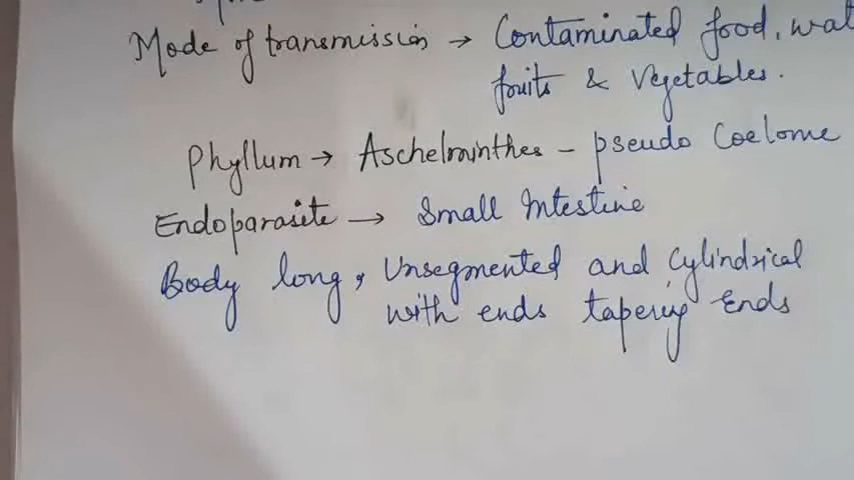 Mode of transmission → Contaminated food, wat
fruits & Vegetables.
Phyllum → Aschelminthes - pseudo Coelome
Endoparasite → Small Intestine
Body long, Unsegmented and Cylindrical
with ends tapering Ends